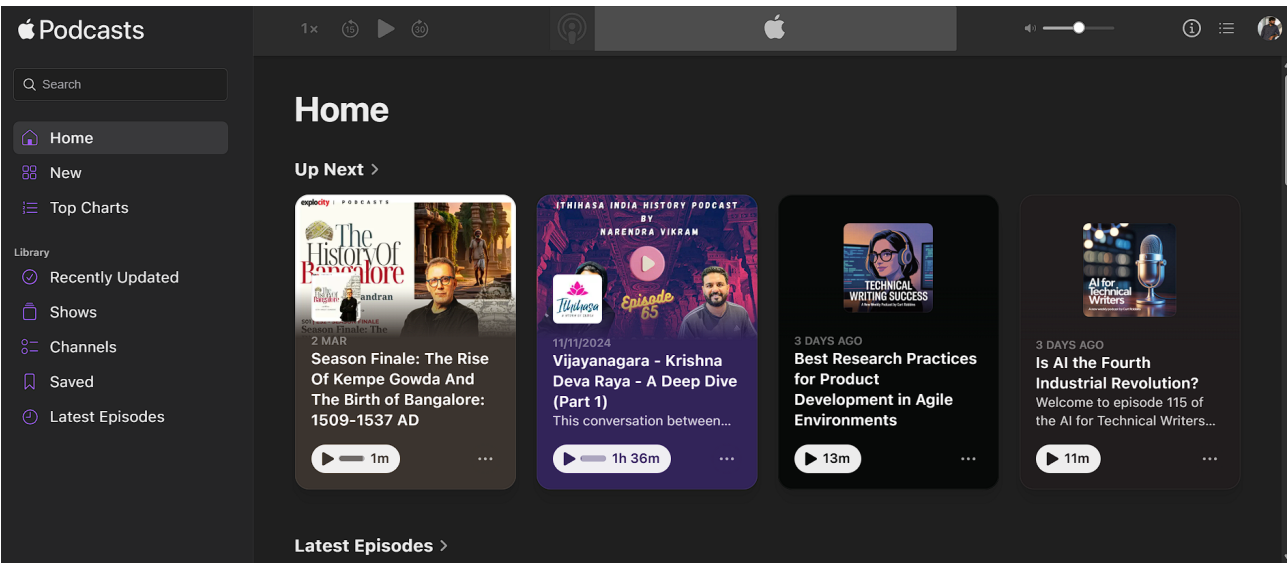 Podcasts
1×
15
30
Search
Home
New
Top Charts
Library
Recently Updated
Shows
Channels
Saved
Latest Episodes
Home
Up Next
explocity PODCASTS
The
History Of
Bangalore
andran
Season Finale: The
2 MAR
Season Finale: The Rise
Of Kempe Gowda And
The Birth of Bangalore:
1509-1537 AD
1m
ITHIHASA INDIA HISTORY PODCAST
BY
NARENDRA VIKRAM
Ithihasa
Episode
65
11/11/2024
Vijayanagara - Krishna
Deva Raya - A Deep Dive
(Part 1)
This conversation between...
1h 36m
TECHNICAL
WRITING SUCCESS
3 DAYS AGO
Best Research Practices
for Product
Development in Agile
Environments
13m
AI for
Technical
Writers
3 DAYS AGO
Is AI the Fourth
Industrial Revolution?
Welcome to episode 115 of
the AI for Technical Writers...
11m
Latest Episodes